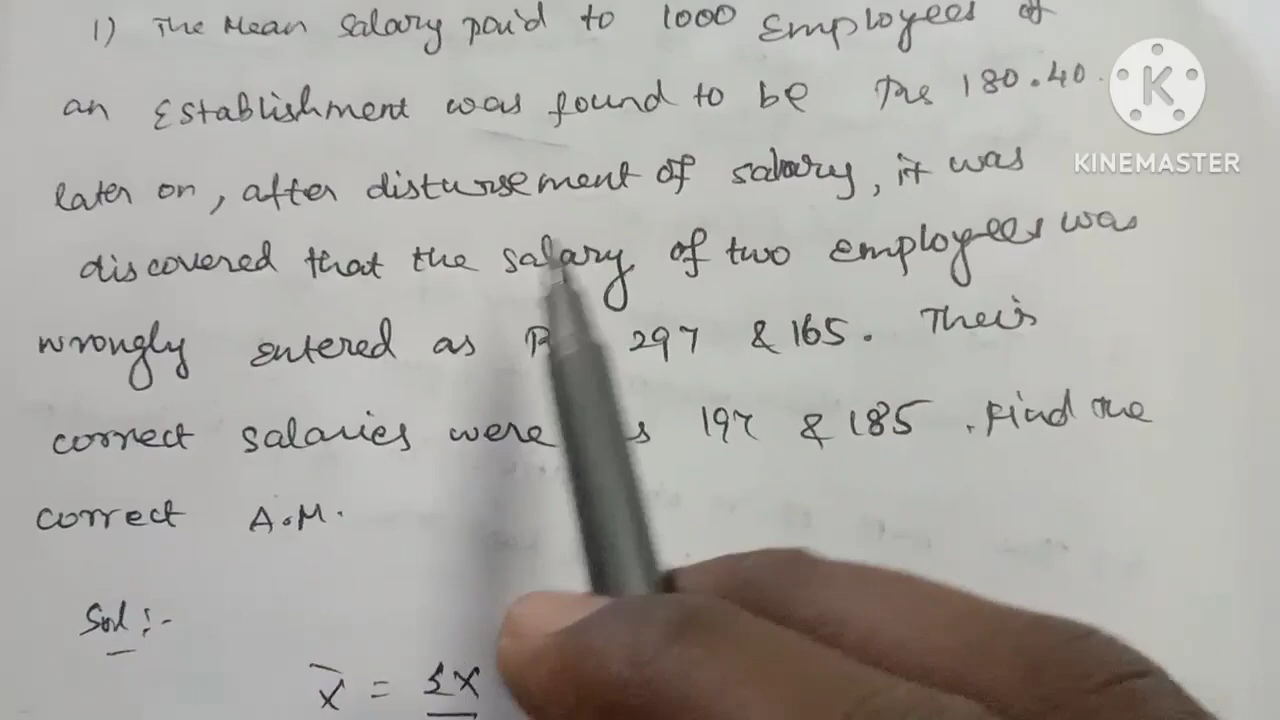 1) The Mean salary paid to 1000 Employees of
an Establishment was found to be the 180.40.
later on, after distursement of salary, it was
discovered that the salary of two employees was
wrongly entered as 297 & 165. Their
correct salaries were 197 & 185. Find the
correct A.M.
Sol :-
x̄ = Σx
K
KINEMASTER